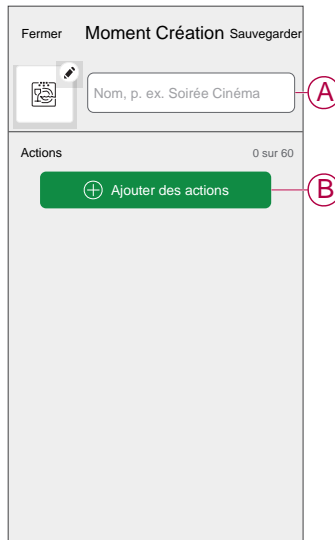 Fermer Moment Création Sauvegarder
Nom, p. ex. Soirée Cinéma A
Actions 0 sur 60
Ajouter des actions B